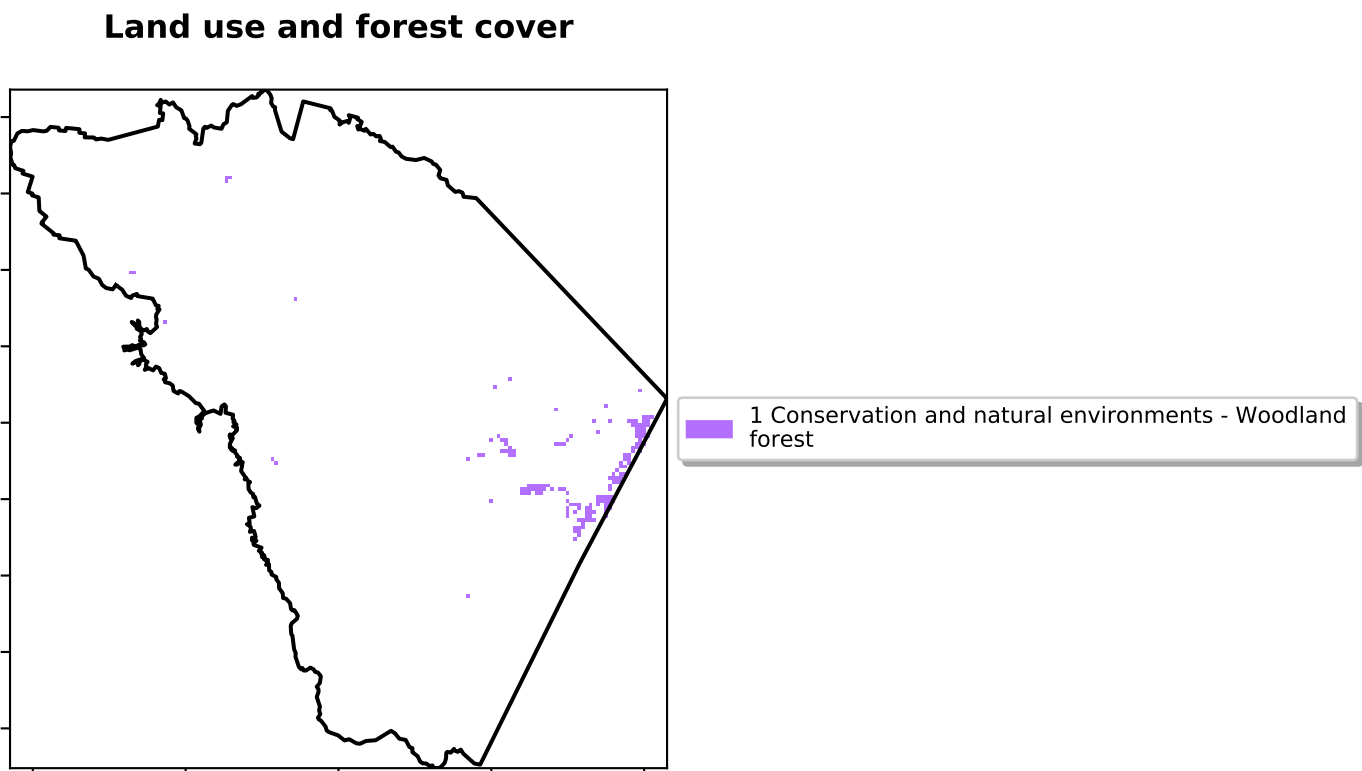 Land use and forest cover
1 Conservation and natural environments - Woodland
forest